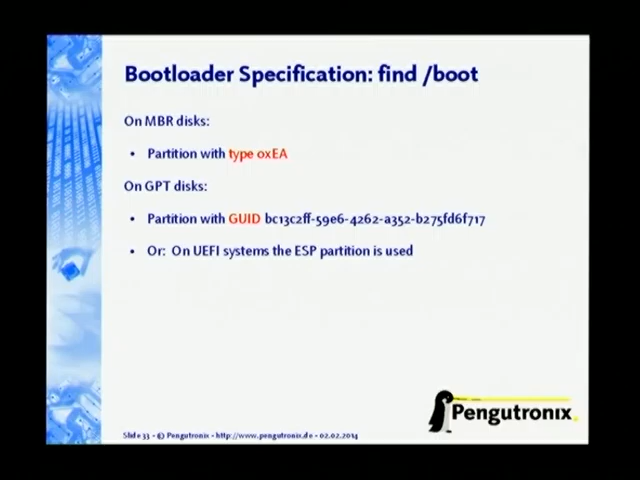 Bootloader Specification: find /boot
On MBR disks:
• Partition with type 0xEA
On GPT disks:
• Partition with GUID bc13c2ff-59e6-4262-a352-b275fd6f717
• Or: On UEFI systems the ESP partition is used
Pengutronix
Slide 33 - © Pengutronix - http://www.pengutronix.de - 02.02.2014